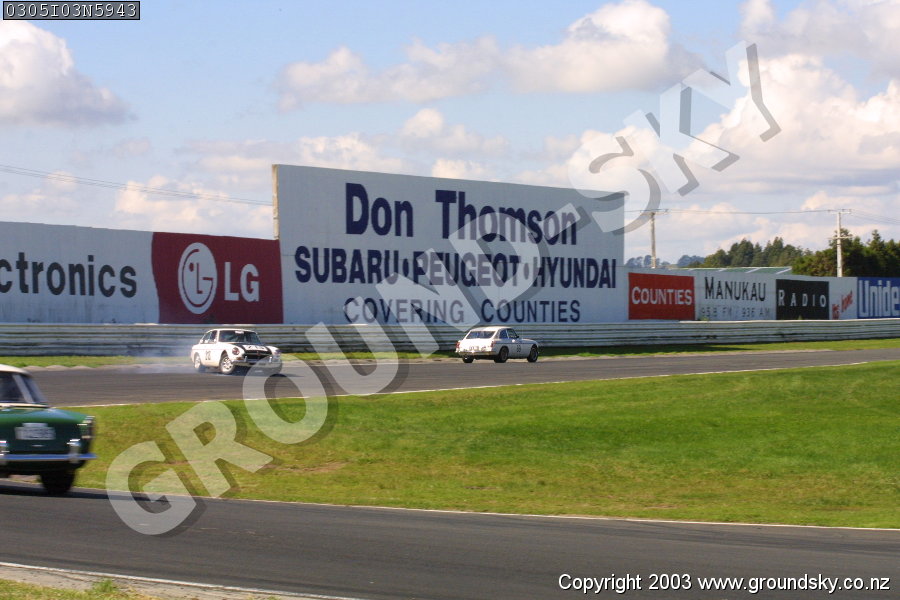 0305I03N5943
Don Thomson
SUBARU·PEUGEOT·HYUNDAI
COVERING COUNTIES
ctronics
LG
COUNTIES
MANUKAU
RADIO
Unide
GROUNDSKY
Copyright 2003 www.groundsky.co.nz